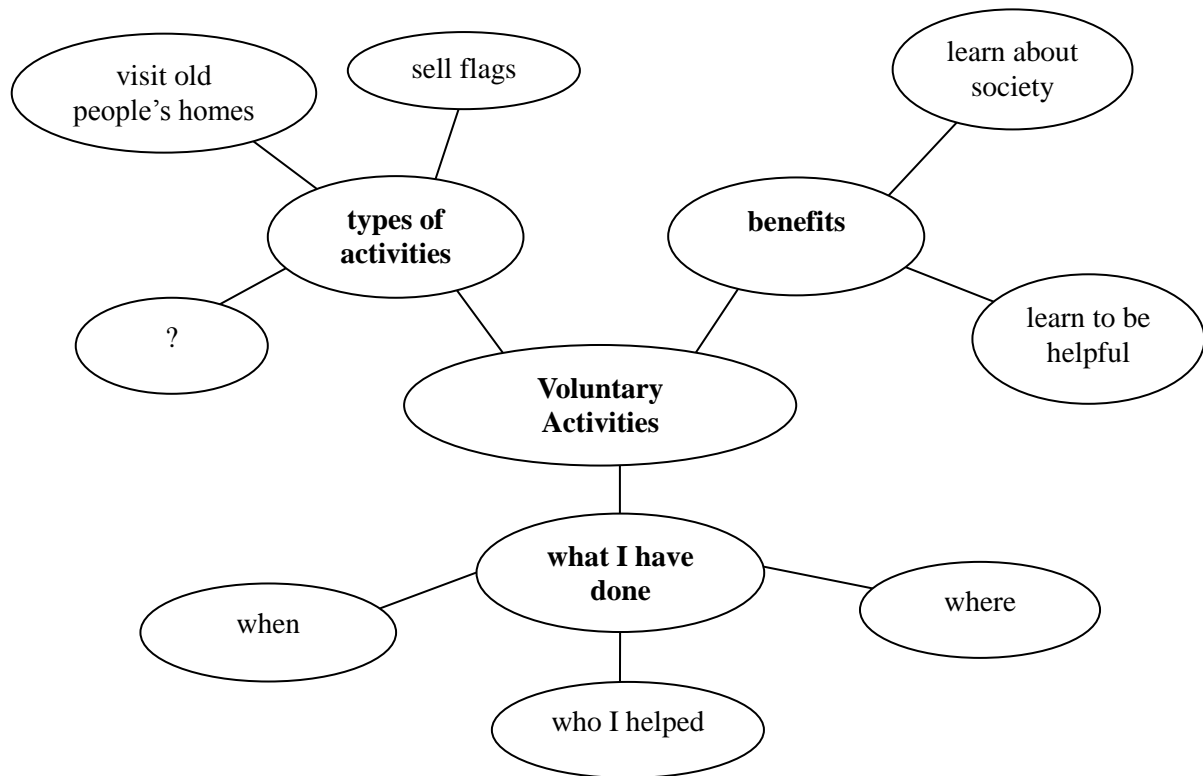 visit old
people’s homes
sell flags
learn about
society
types of
activities
benefits
?
learn to be
helpful
Voluntary
Activities
what I have
done
when
where
who I helped